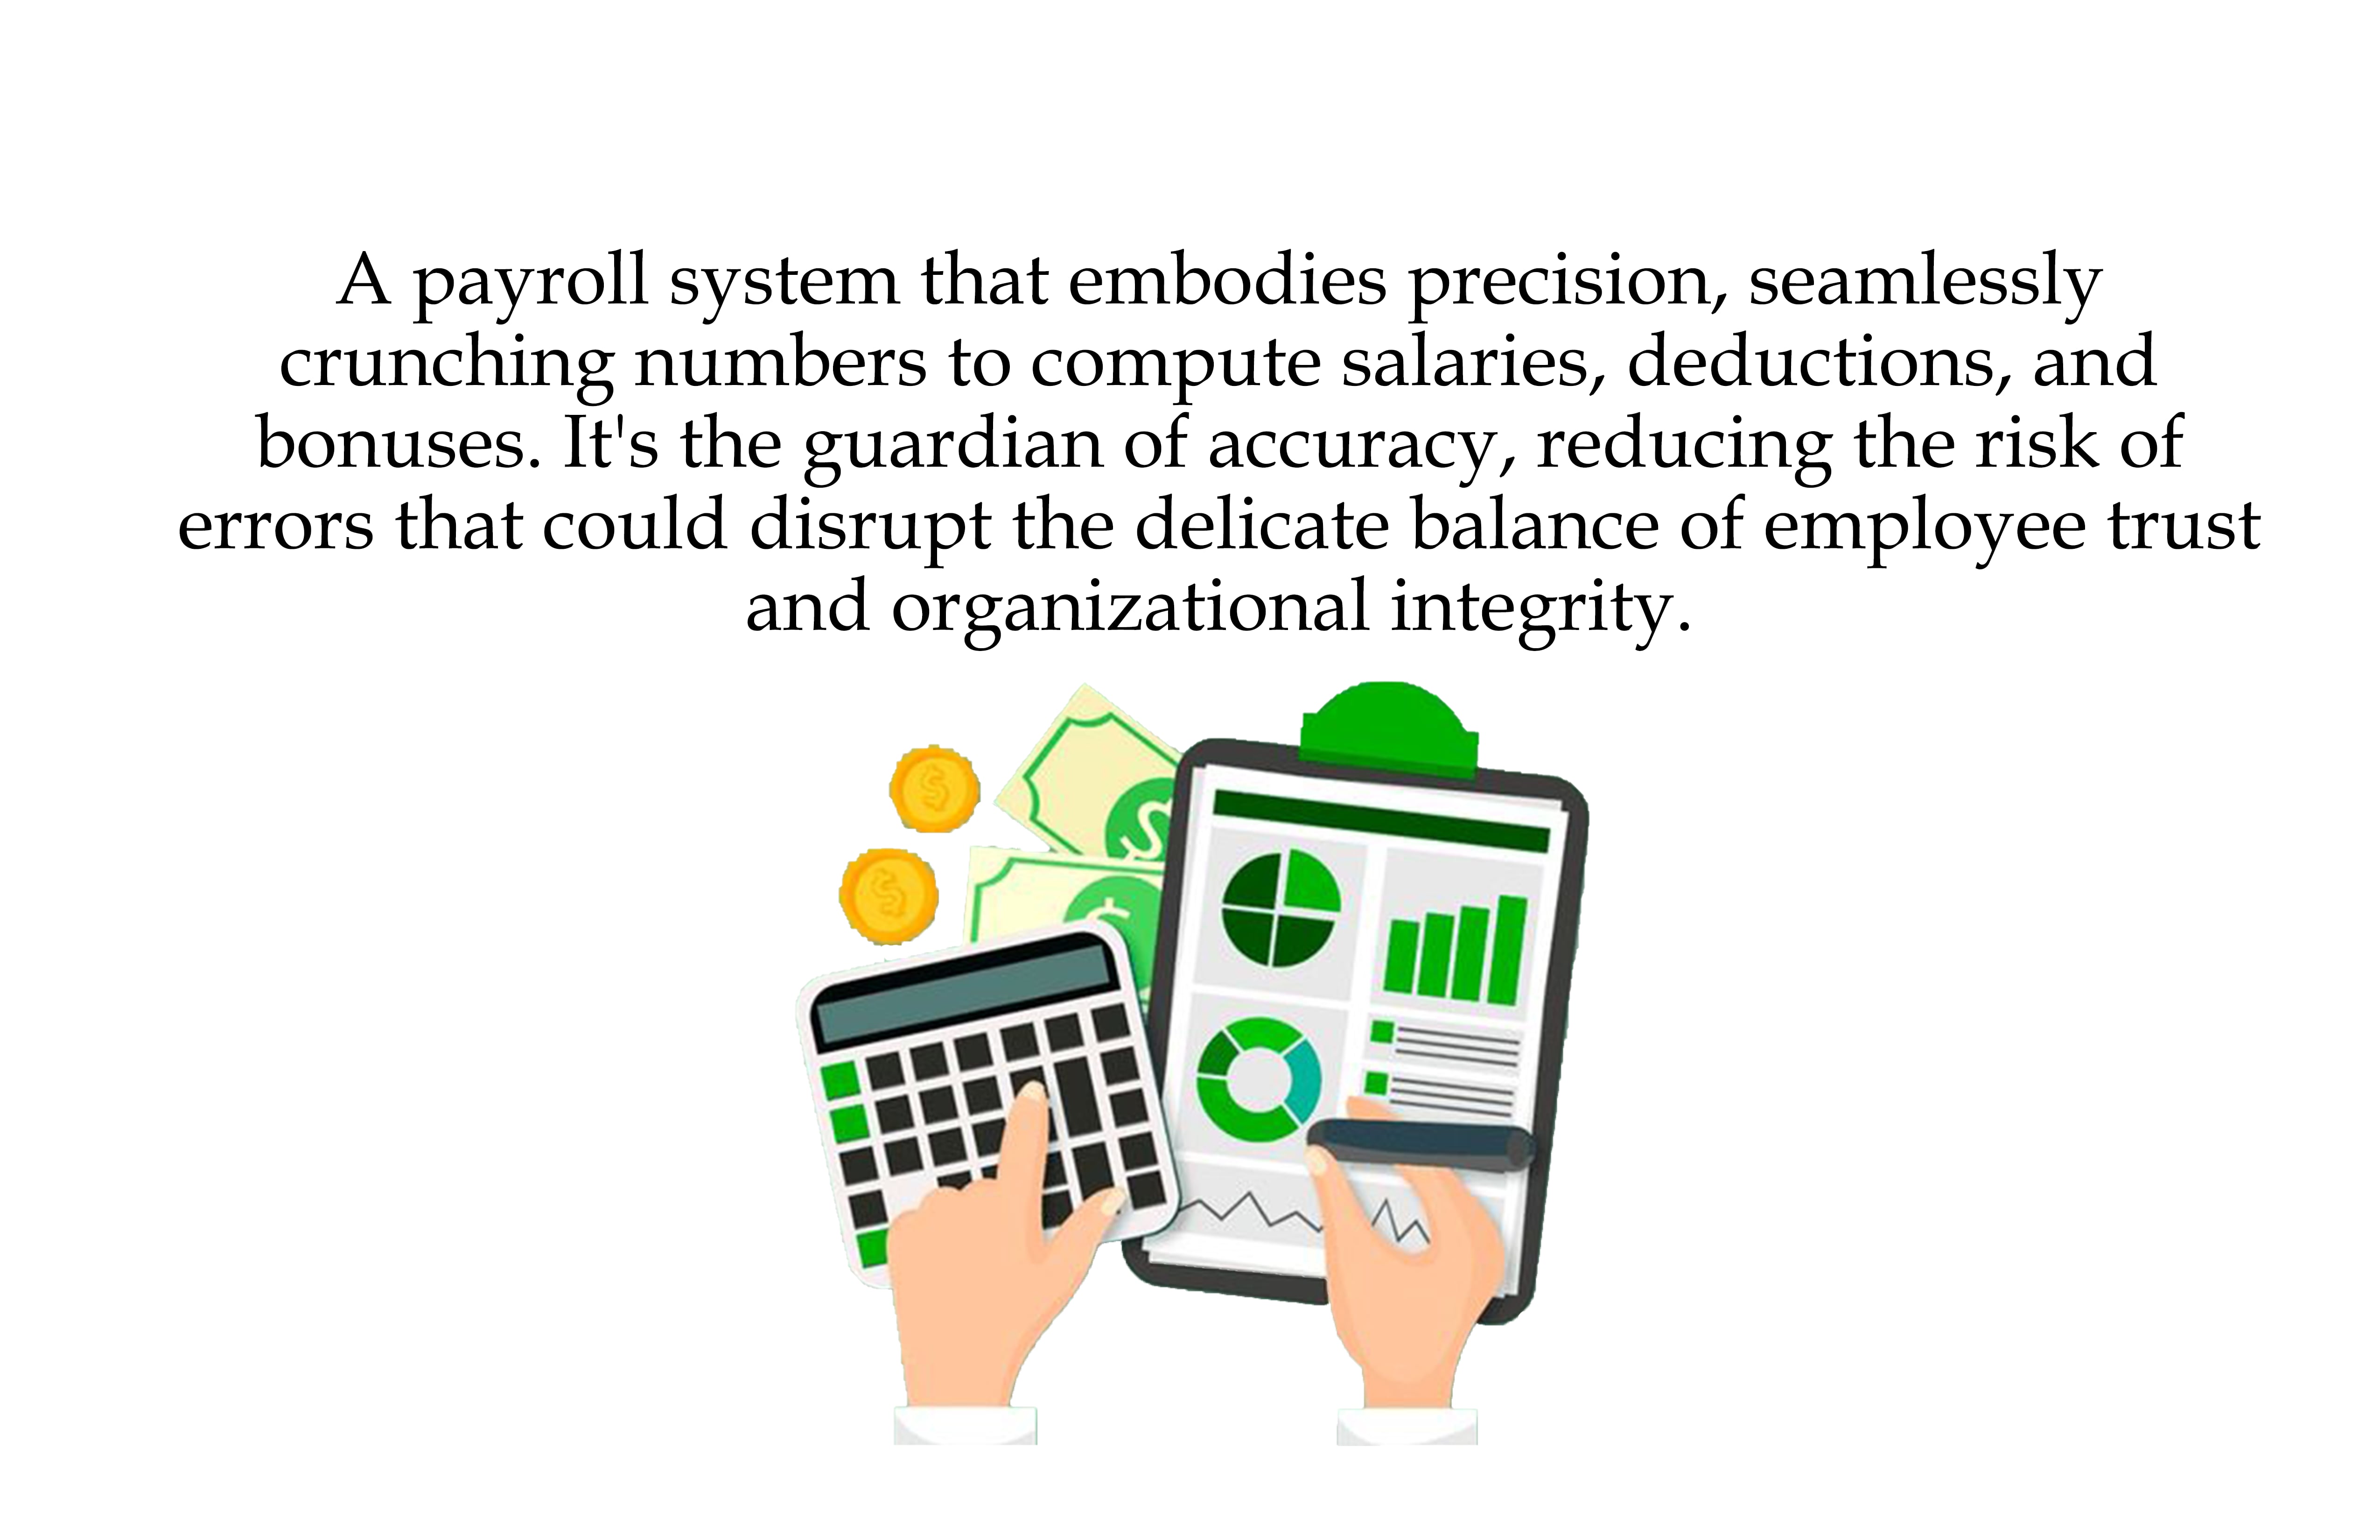 A payroll system that embodies precision, seamlessly
crunching numbers to compute salaries, deductions, and
bonuses. It's the guardian of accuracy, reducing the risk of
errors that could disrupt the delicate balance of employee trust
and organizational integrity.
$
$
$
$